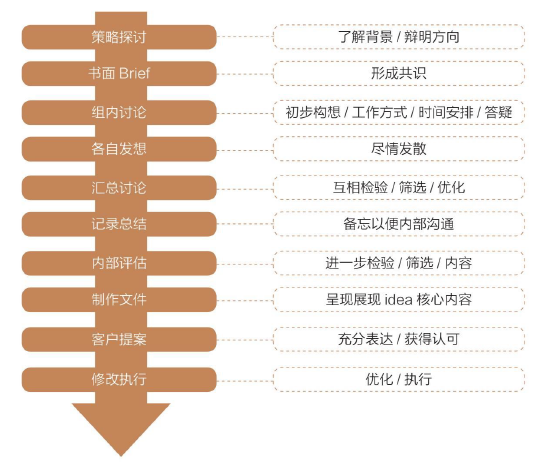 策略探讨
了解背景 / 辩明方向
书面 Brief
形成共识
组内讨论
初步构想 / 工作方式 / 时间安排 / 答疑
各自发想
尽情发散
汇总讨论
互相检验 / 筛选 / 优化
记录总结
备忘以便内部沟通
内部评估
进一步检验 / 筛选 / 内容
制作文件
呈现展现 idea 核心内容
客户提案
充分表达 / 获得认可
修改执行
优化 / 执行